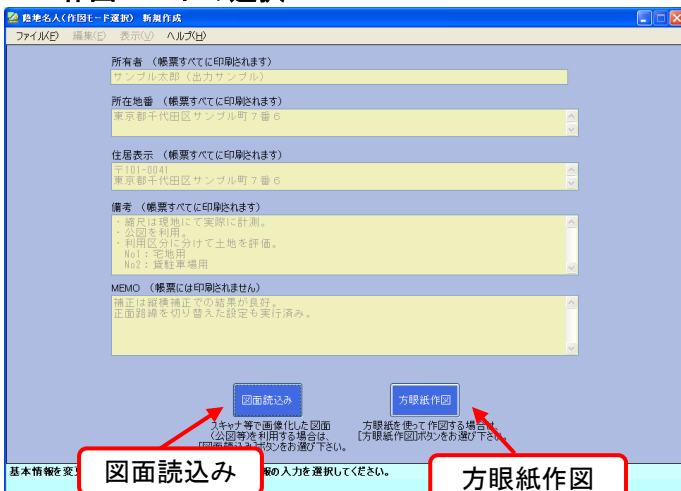 陰地名人(作図モード選択) 新規作成
ファイル(F) 編集(E) 表示(V) ヘルプ(H)
所有者 (帳票すべてに印刷されます)
サンプル太郎(出力サンプル)
所在地番 (帳票すべてに印刷されます)
東京都千代田区サンプル町7番6
住居表示 (帳票すべてに印刷されます)
〒101-0041
東京都千代田区サンプル町7番6
備考 (帳票すべてに印刷されます)
・縮尺は現地にて実際に計測。
・公図を利用。
・利用区分に分けて土地を評価。
No1:宅地用
No2:貸駐車場用
MEMO (帳票には印刷されません)
補正は縦横補正での結果が良好。
正面路線を切り替えた設定も実行済み。
図面読込み 方眼紙作図
スキャナ等で画像化した図面
(公図等)を利用する場合は、
[図面読込み]ボタンをお選び下さい。
方眼紙を使って作図する場合は、
[方眼紙作図]ボタンをお選び下さい。
基本情報を変
報の入力を選択してください。
図面読込み
方眼紙作図